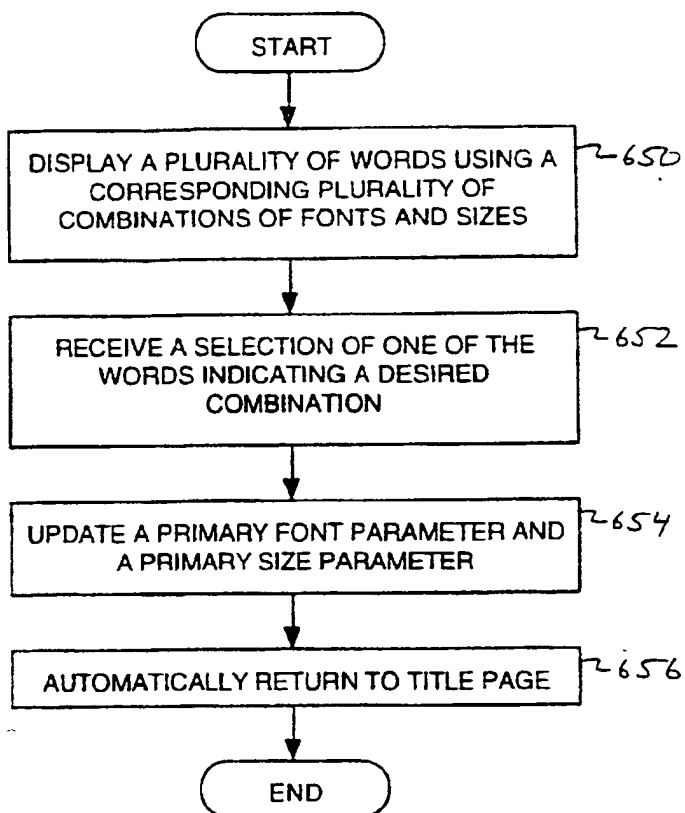 START
DISPLAY A PLURALITY OF WORDS USING A
CORRESPONDING PLURALITY OF
COMBINATIONS OF FONTS AND SIZES
650
RECEIVE A SELECTION OF ONE OF THE
WORDS INDICATING A DESIRED
COMBINATION
652
UPDATE A PRIMARY FONT PARAMETER AND
A PRIMARY SIZE PARAMETER
654
AUTOMATICALLY RETURN TO TITLE PAGE
656
END